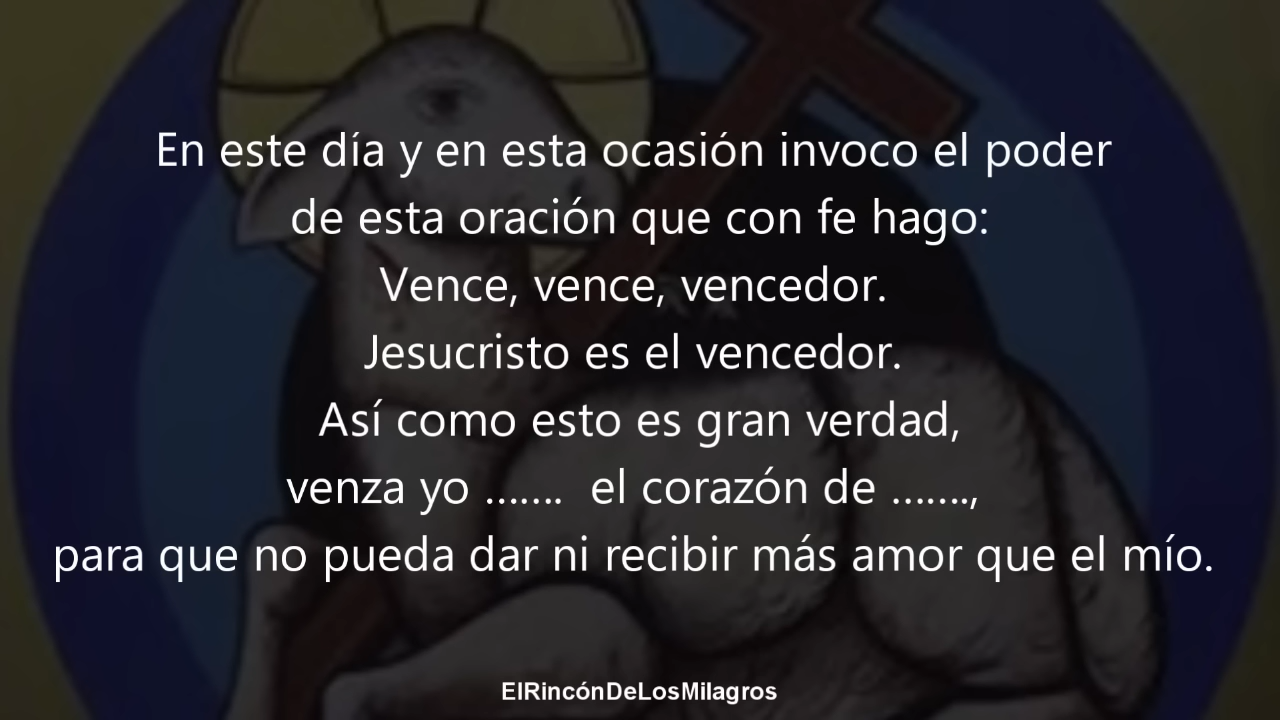 En este día y en esta ocasión invoco el poder
de esta oración que con fe hago:
Vence, vence, vencedor.
Jesucristo es el vencedor.
Así como esto es gran verdad,
venza yo ....... el corazón de .......,
para que no pueda dar ni recibir más amor que el mío.
ElRincónDeLosMilagros